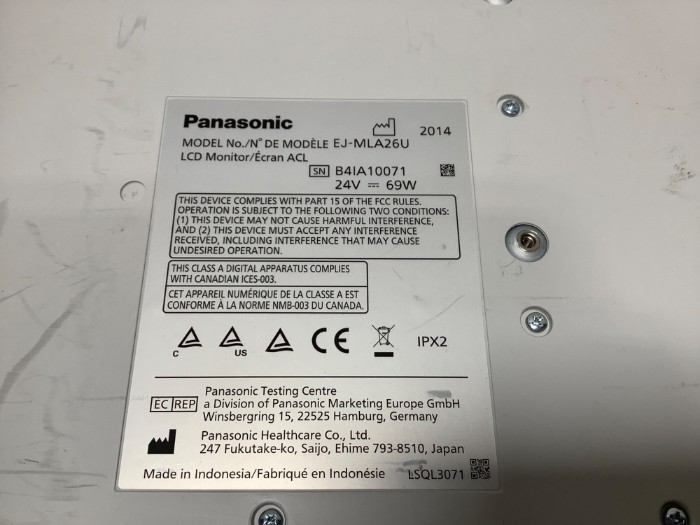 Panasonic
2014
MODEL No./N° DE MODÈLE EJ-MLA26U
LCD Monitor/Écran ACL
SN B4IA10071
24V ⎓ 69W
THIS DEVICE COMPLIES WITH PART 15 OF THE FCC RULES.
OPERATION IS SUBJECT TO THE FOLLOWING TWO CONDITIONS:
(1) THIS DEVICE MAY NOT CAUSE HARMFUL INTERFERENCE,
AND (2) THIS DEVICE MUST ACCEPT ANY INTERFERENCE
RECEIVED, INCLUDING INTERFERENCE THAT MAY CAUSE
UNDESIRED OPERATION.
THIS CLASS A DIGITAL APPARATUS COMPLIES
WITH CANADIAN ICES-003.
CET APPAREIL NUMÉRIQUE DE LA CLASSE A EST
CONFORME À LA NORME NMB-003 DU CANADA.
C US CE IPX2
Panasonic Testing Centre
EC REP a Division of Panasonic Marketing Europe GmbH
Winsbergring 15, 22525 Hamburg, Germany
Panasonic Healthcare Co., Ltd.
247 Fukutake-ko, Saijo, Ehime 793-8510, Japan
Made in Indonesia/Fabriqué en Indonésie LSQL3071